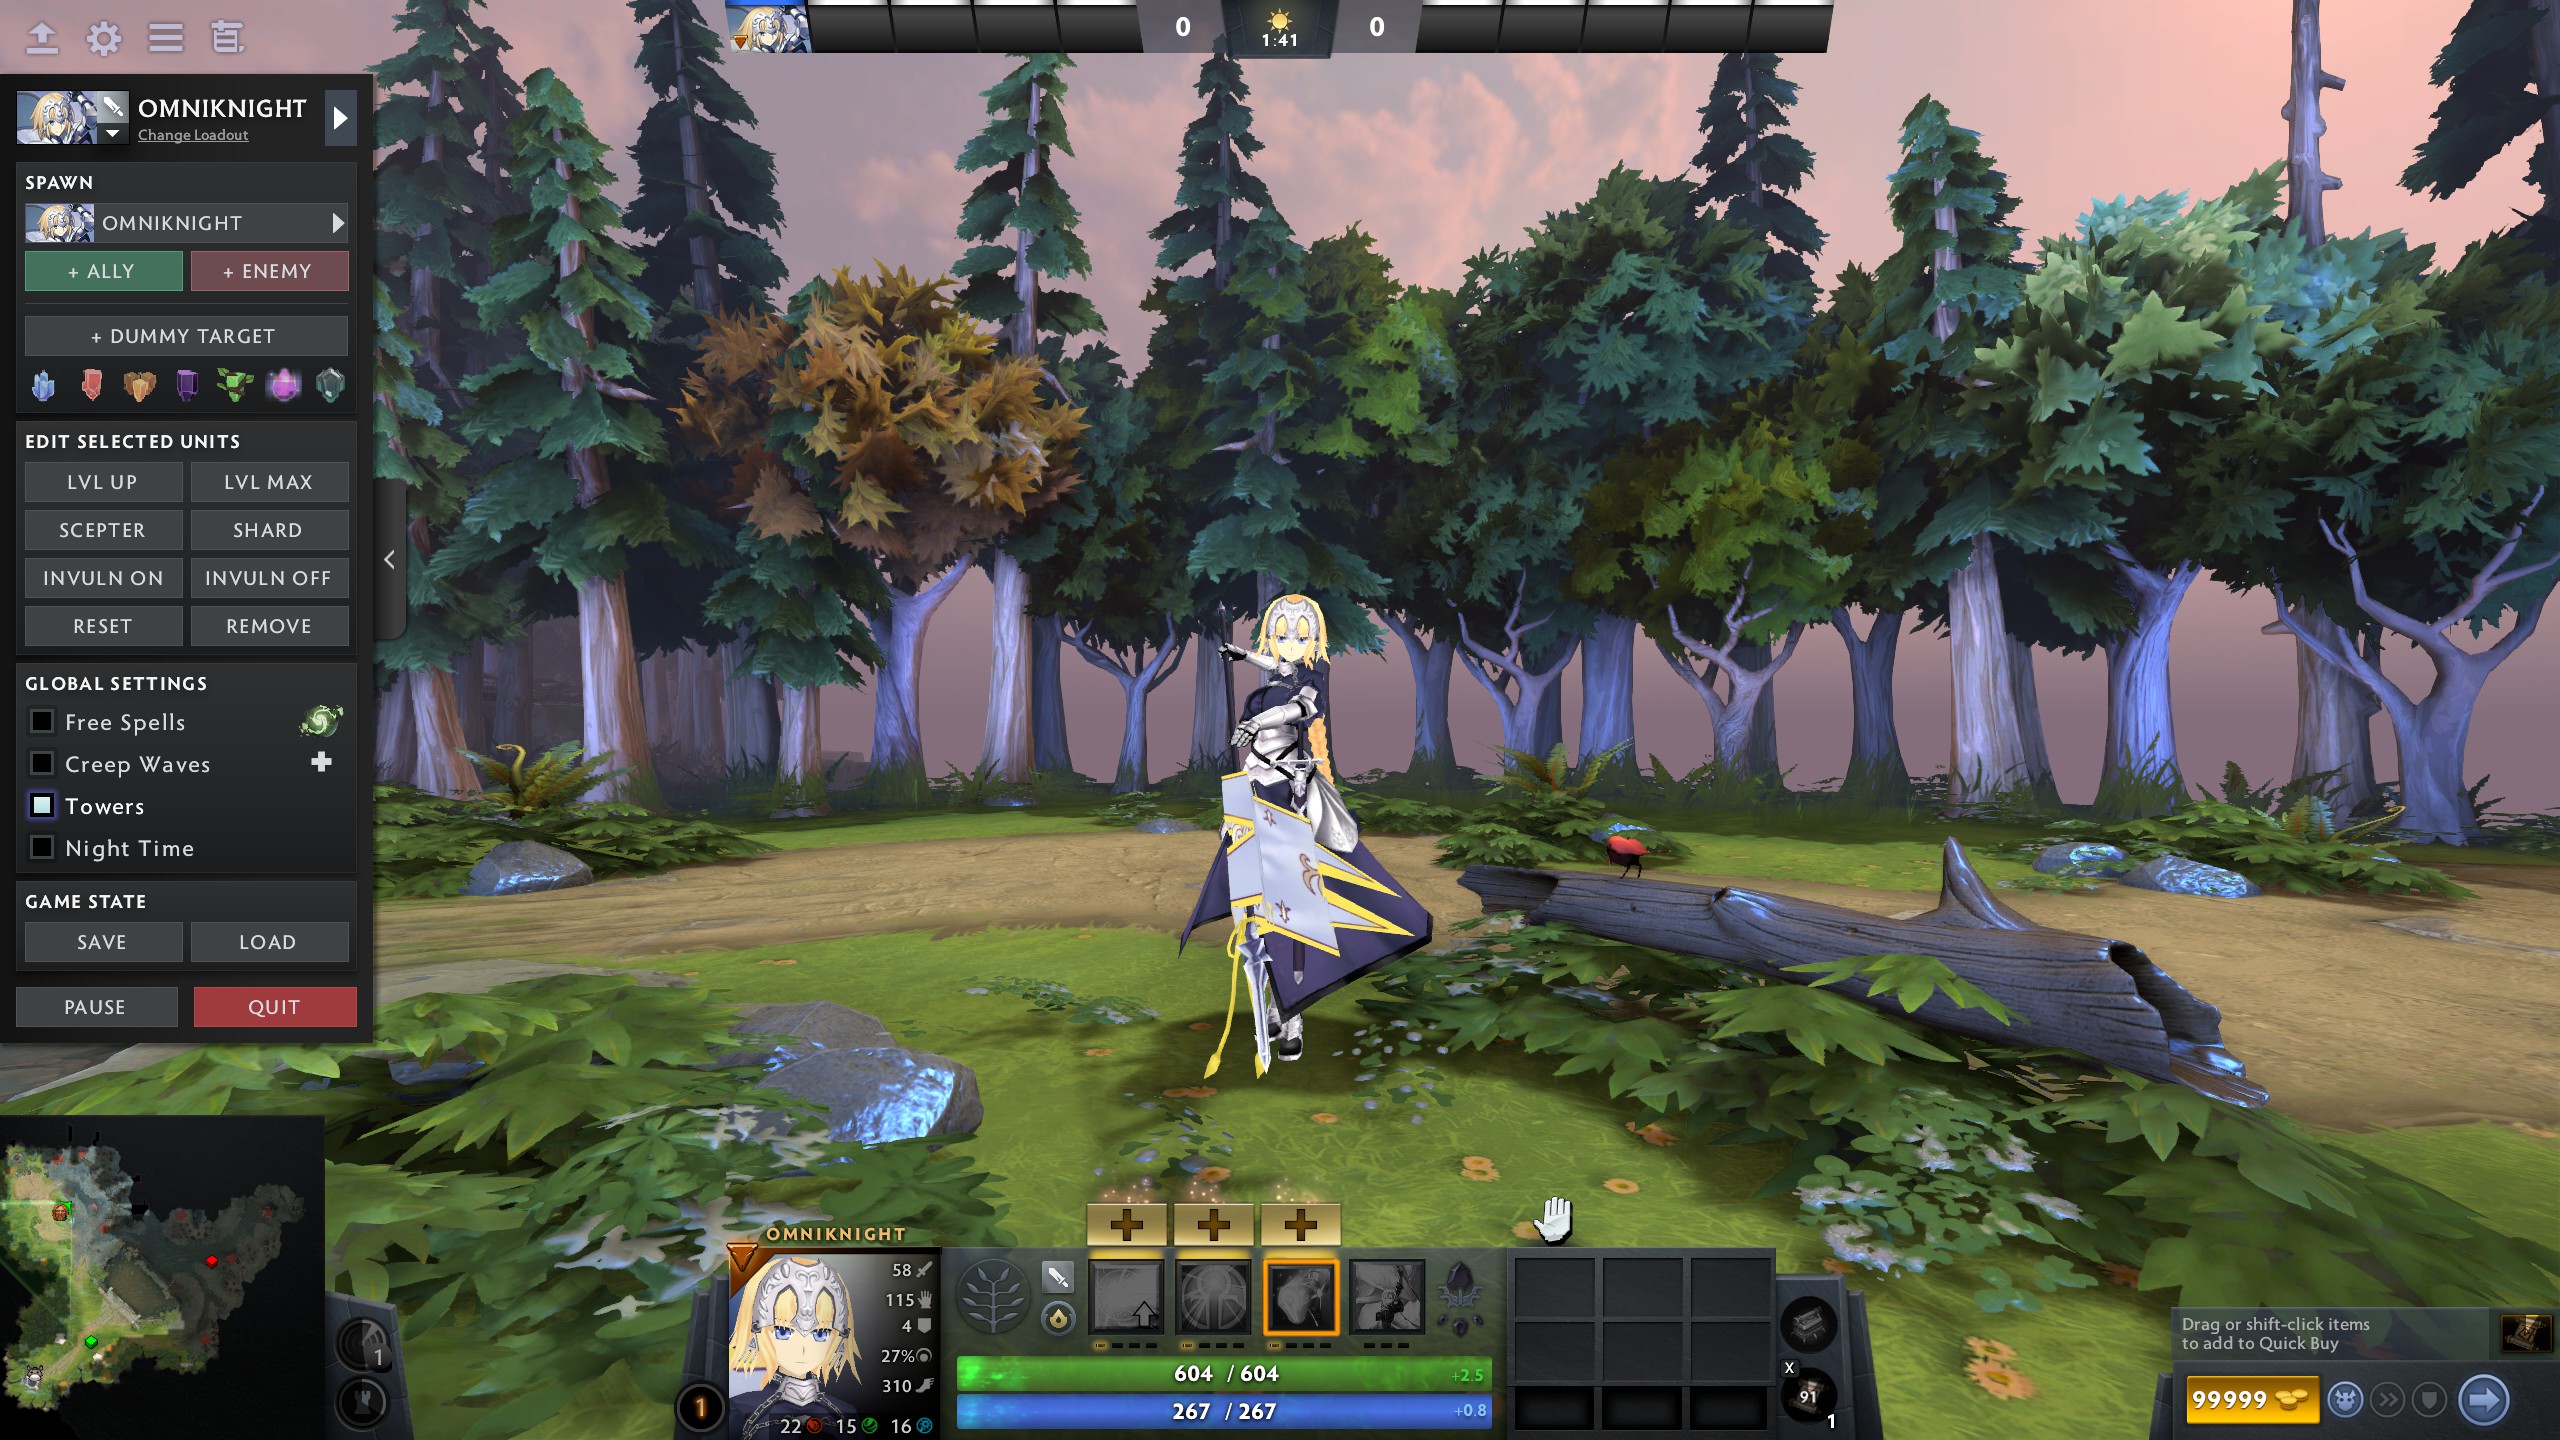 0
1:41
0
OMNIKNIGHT
Change Loadout
SPAWN
OMNIKNIGHT
+ ALLY
+ ENEMY
+ DUMMY TARGET
EDIT SELECTED UNITS
LVL UP
LVL MAX
SCEPTER
SHARD
INVULN ON
INVULN OFF
RESET
REMOVE
GLOBAL SETTINGS
Free Spells
Creep Waves
Towers
Night Time
GAME STATE
SAVE
LOAD
PAUSE
QUIT
1
OMNIKNIGHT
58
115
4
27%
310
1
22
15
16
604 / 604
+2.5
267 / 267
+0.8
X
91
1
Drag or shift-click items
to add to Quick Buy
99999